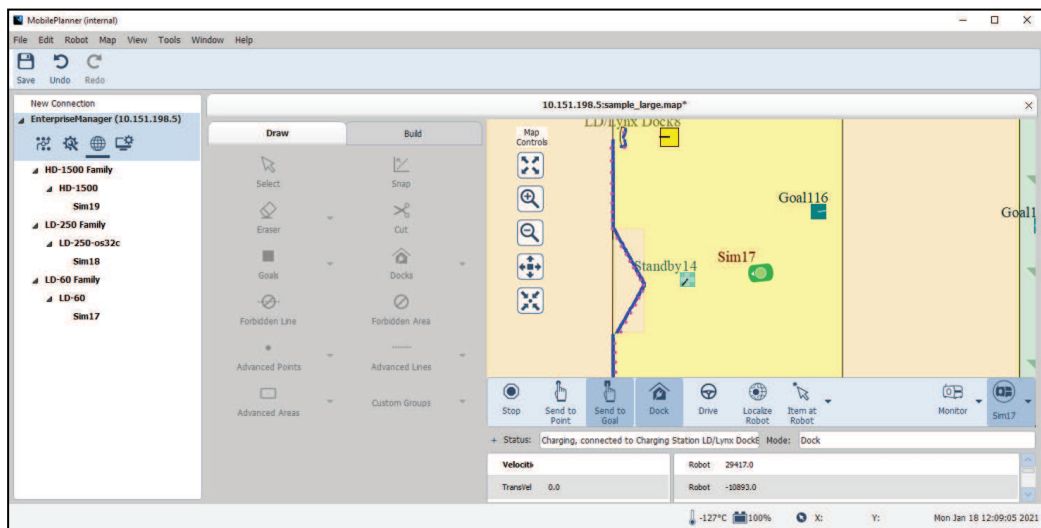 MobilePlanner (internal)
File Edit Robot Map View Tools Window Help
Save Undo Redo
New Connection
EnterpriseManager (10.151.198.5)
HD-1500 Family
HD-1500
Sim19
LD-250 Family
LD-250-os32c
Sim18
LD-60 Family
LD-60
Sim17
10.151.198.5:sample_large.map*
Draw Build
Select Snap
Eraser Cut
Goals Docks
Forbidden Line Forbidden Area
Advanced Points Advanced Lines
Advanced Areas Custom Groups
Map
Controls
LD/Lynx Dock8
Goal116
Goal1
Standby14
Sim17
Stop Send to Point Send to Goal Dock Drive Localize Robot Item at Robot Monitor Sim17
+ Status: Charging, connected to Charging Station LD/Lynx Dock8 Mode: Dock
Velociti Robot 29417.0
TransVel 0.0 Robot -10893.0
-127°C 100% X: Y: Mon Jan 18 12:09:05 2021